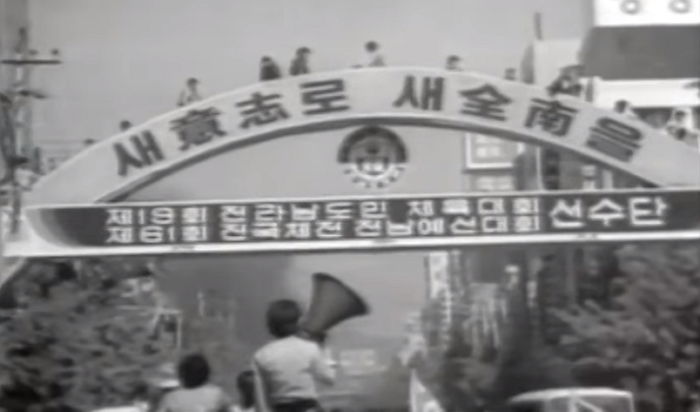 새意志로 새全南을
제19회 전라남도민 체육대회
제61회 전국체전 전남예선대회
선수단